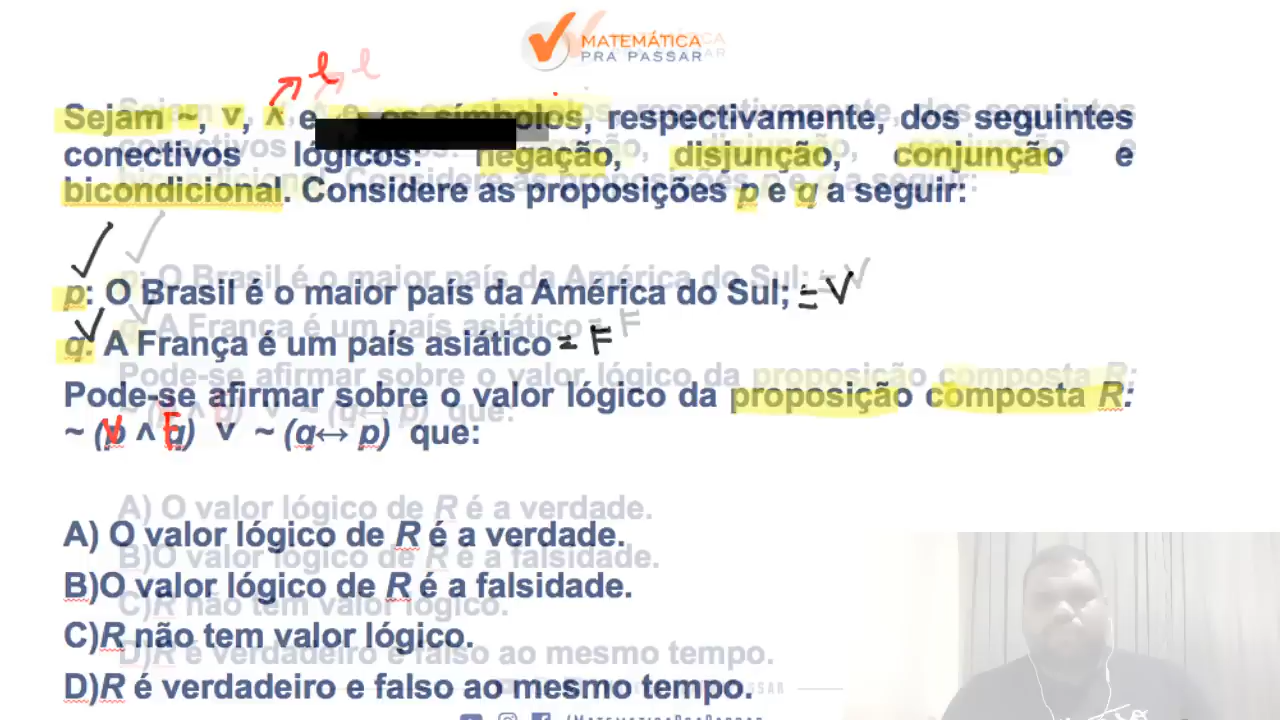 MATEMÁTICA
PRA PASSAR
Sejam ~, v, ʌ e os símbolos, respectivamente, dos seguintes
conectivos lógicos: negação, disjunção, conjunção e
bicondicional. Considere as proposições p e q a seguir:
p: O Brasil é o maior país da América do Sul; = V
q: A França é um país asiático = F
Pode-se afirmar sobre o valor lógico da proposição composta R:
~ (p ʌ q) v ~ (q↔ p) que:
V F
A) O valor lógico de R é a verdade.
B)O valor lógico de R é a falsidade.
C)R não tem valor lógico.
D)R é verdadeiro e falso ao mesmo tempo.